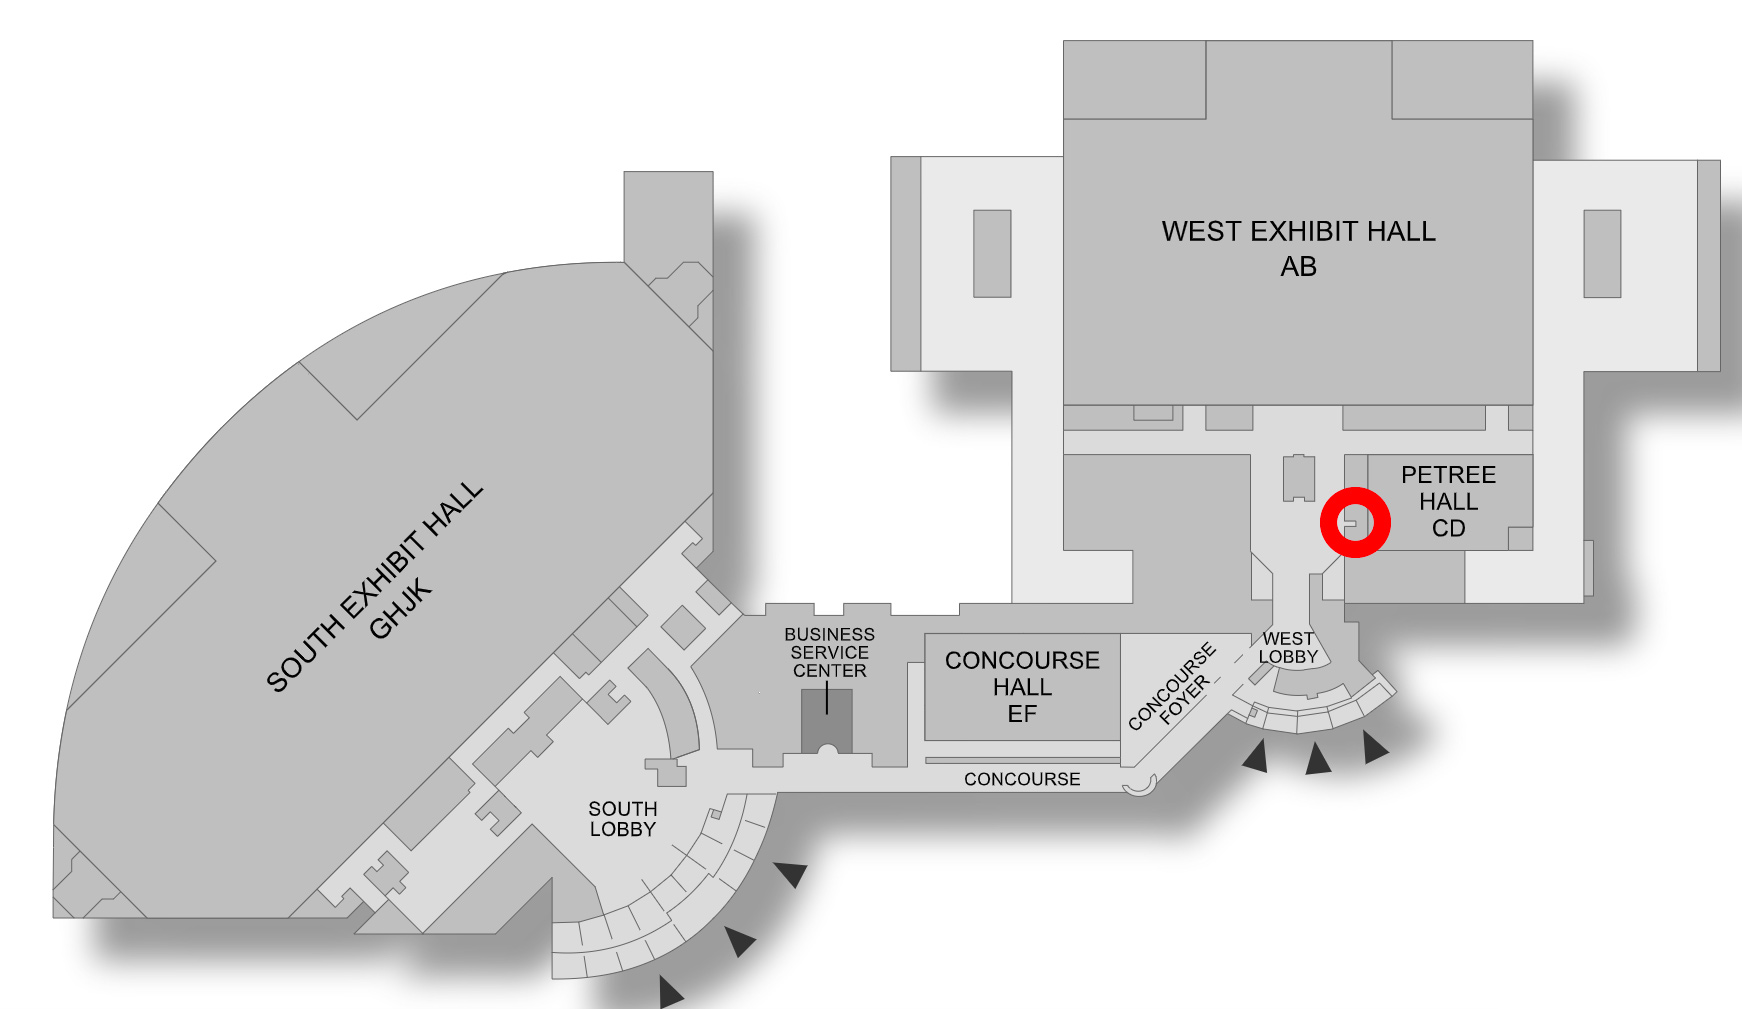 WEST EXHIBIT HALL
AB
PETREE
HALL
CD
SOUTH EXHIBIT HALL
GHJK
BUSINESS
SERVICE
CENTER
CONCOURSE
HALL
EF
CONCOURSE
FOYER
WEST
LOBBY
CONCOURSE
SOUTH
LOBBY